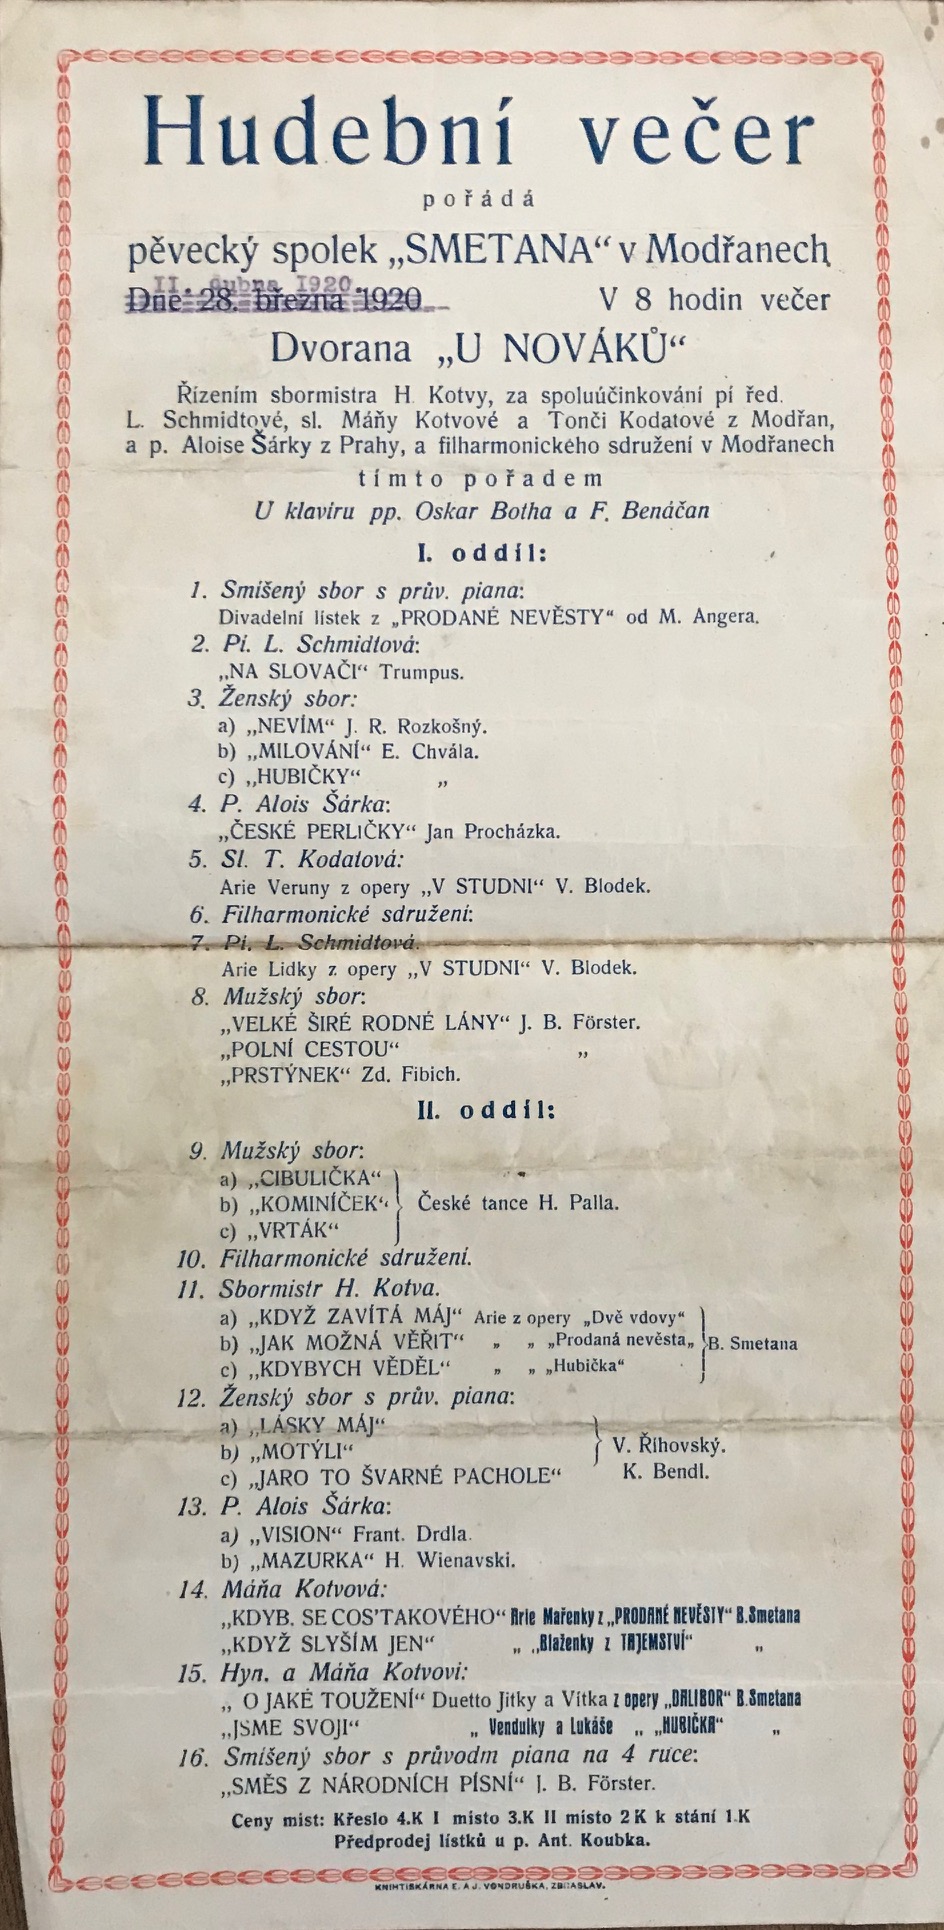 Hudební večer
pořádá
pěvecký spolek „SMETANA“ v Modřanech
II. dubna I920.
Dne 28. března 1920 V 8 hodin večer
Dvorana „U NOVÁKŮ“
Řízením sbormistra H. Kotvy, za spoluúčinkování pí řed.
L. Schmidtové, sl. Máňy Kotvové a Tonči Kodatové z Modřan,
a p. Aloise Šárky z Prahy, a filharmonického sdružení v Modřanech
tímto pořadem
U klaviru pp. Oskar Botha a F. Benáčan
I. oddíl:
1. Smíšený sbor s prův. piana:
Divadelní lístek z „PRODANÉ NEVĚSTY“ od M. Angera.
2. Pí. L. Schmidtová:
„NA SLOVAČI“ Trumpus.
3. Ženský sbor:
a) „NEVÍM“ J. R. Rozkošný.
b) „MILOVÁNÍ“ E. Chvála.
c) „HUBIČKY“ „
4. P. Alois Šárka:
„ČESKÉ PERLIČKY“ Jan Procházka.
5. Sl. T. Kodatová:
Arie Veruny z opery „V STUDNI“ V. Blodek.
6. Filharmonické sdružení:
7. Pí. L. Schmidtová.
Arie Lidky z opery „V STUDNI“ V. Blodek.
8. Mužský sbor:
„VELKÉ ŠIRÉ RODNÉ LÁNY“ J. B. Förster.
„POLNÍ CESTOU“ „
„PRSTÝNEK“ Zd. Fibich.
II. oddíl:
9. Mužský sbor:
a) „CIBULIČKA“
b) „KOMINÍČEK“ České tance H. Palla.
c) „VRTÁK“
10. Filharmonické sdružení.
11. Sbormistr H. Kotva.
a) „KDYŽ ZAVÍTÁ MÁJ“ Arie z opery „Dvě vdovy“
b) „JAK MOŽNÁ VĚŘIT“ „ „ „Prodaná nevěsta„ B. Smetana
c) „KDYBYCH VĚDĚL“ „ „ „Hubička“
12. Ženský sbor s prův. piana:
a) „LÁSKY MÁJ“
b) „MOTÝLI“ V. Říhovský.
c) „JARO TO ŠVARNÉ PACHOLE“ K. Bendl.
13. P. Alois Šárka:
a) „VISION“ Frant. Drdla.
b) „MAZURKA“ H. Wienavski.
14. Máňa Kotvová:
„KDYB. SE COS'TAKOVÉHO“ Arie Mařenky z „PRODANÉ NEVĚSTY“ B. Smetana
„KDYŽ SLYŠÍM JEN“ „ „Blaženky z TAJEMSTVÍ“ „
15. Hyn. a Máňa Kotvovi:
„ O JAKÉ TOUŽENÍ“ Duetto Jitky a Vítka z opery „DALIBOR“ B. Smetana
„JSME SVOJI“ „ Vendulky a Lukáše „ „HUBIČKA“ „
16. Smíšený sbor s průvodm piana na 4 ruce:
„SMĚS Z NÁRODNÍCH PÍSNÍ“ J. B. Förster.
Ceny míst: Křeslo 4.K I místo 3.K II místo 2 K k stání 1.K
Předprodej lístků u p. Ant. Koubka.
KNIHTISKÁRNA E. A J. VONDRUŠKA, ZBRASLAV.